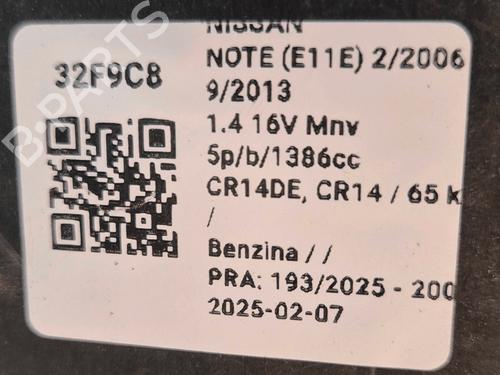 NISSAN
32F9C8
NOTE (E11E) 2/2006
9/2013
1.4 16V Mnv
5p/b/1386cc
CR14DE, CR14 / 65 k
/
Benzina / /
PRA: 193/2025 - 200
2025-02-07
B-PARTS